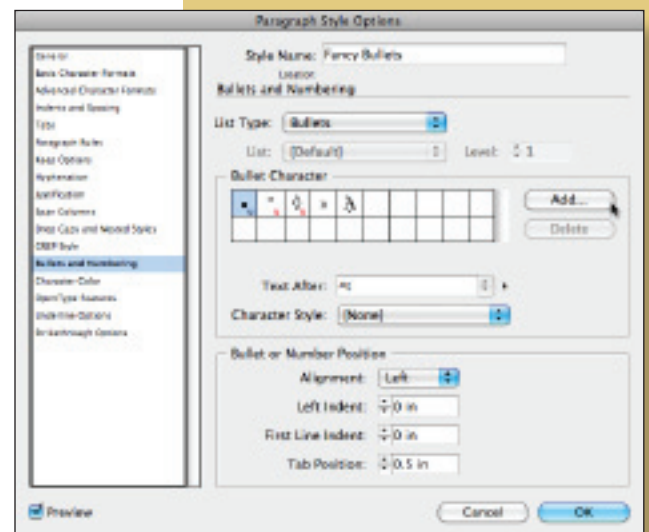 Paragraph Style Options
General
Basic Character Formats
Advanced Character Formats
Indents and Spacing
Tabs
Paragraph Rules
Keep Options
Hyphenation
Justification
Span Columns
Drop Caps and Nested Styles
GREP Style
Bullets and Numbering
Character Color
OpenType Features
Underline Options
Strikethrough Options
Style Name: Fancy Bullets
Location:
Bullets and Numbering
List Type: Bullets
List: [Default] Level: 1
Bullet Character
Add...
Delete
Text After: ^t
Character Style: [None]
Bullet or Number Position
Alignment: Left
Left Indent: 0 in
First Line Indent: 0 in
Tab Position: 0.5 in
Preview
Cancel OK